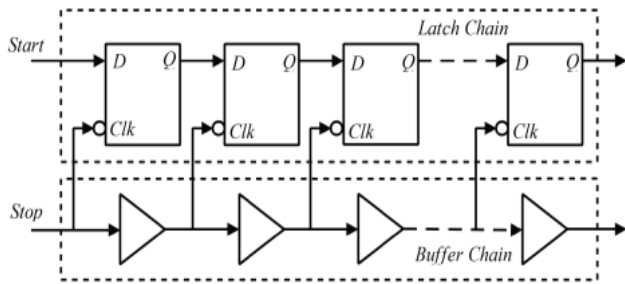 Latch Chain
Start
D Q D Q D Q D Q
Clk Clk Clk Clk
Stop
Buffer Chain